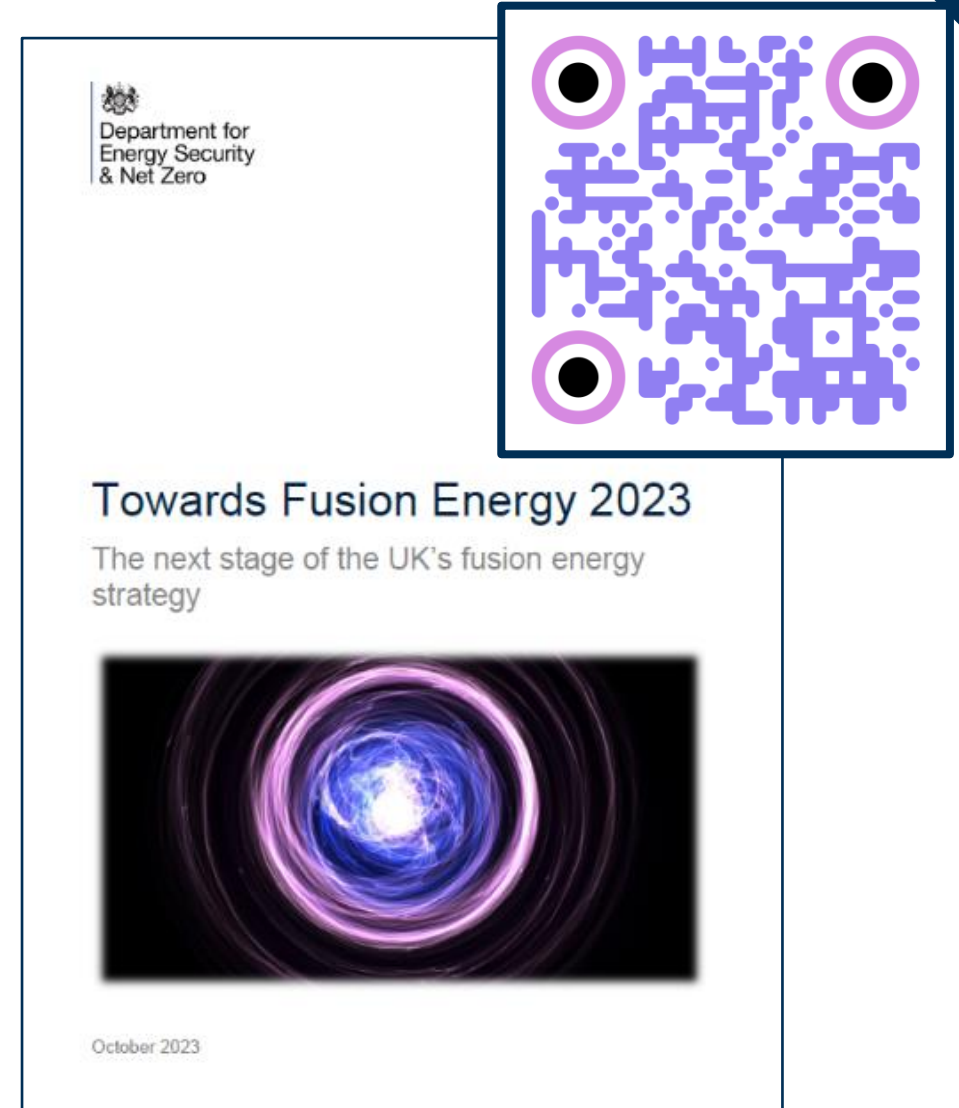 Department for
Energy Security
& Net Zero
Towards Fusion Energy 2023
The next stage of the UK's fusion energy
strategy
October 2023